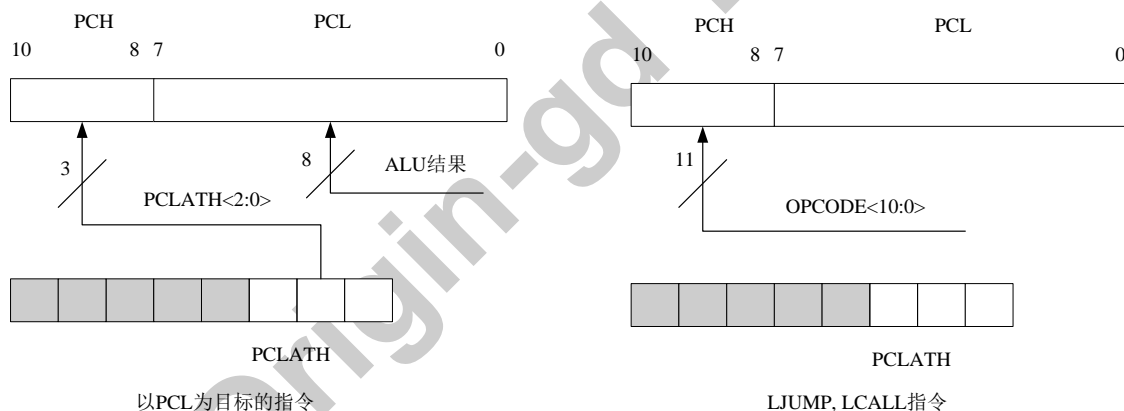 PCH PCL
10 8 7 0
3
8
ALU结果
PCLATH<2:0>
PCLATH
以PCL为目标的指令
PCH PCL
10 8 7 0
11
OPCODE<10:0>
PCLATH
LJUMP, LCALL指令
Origin-gd